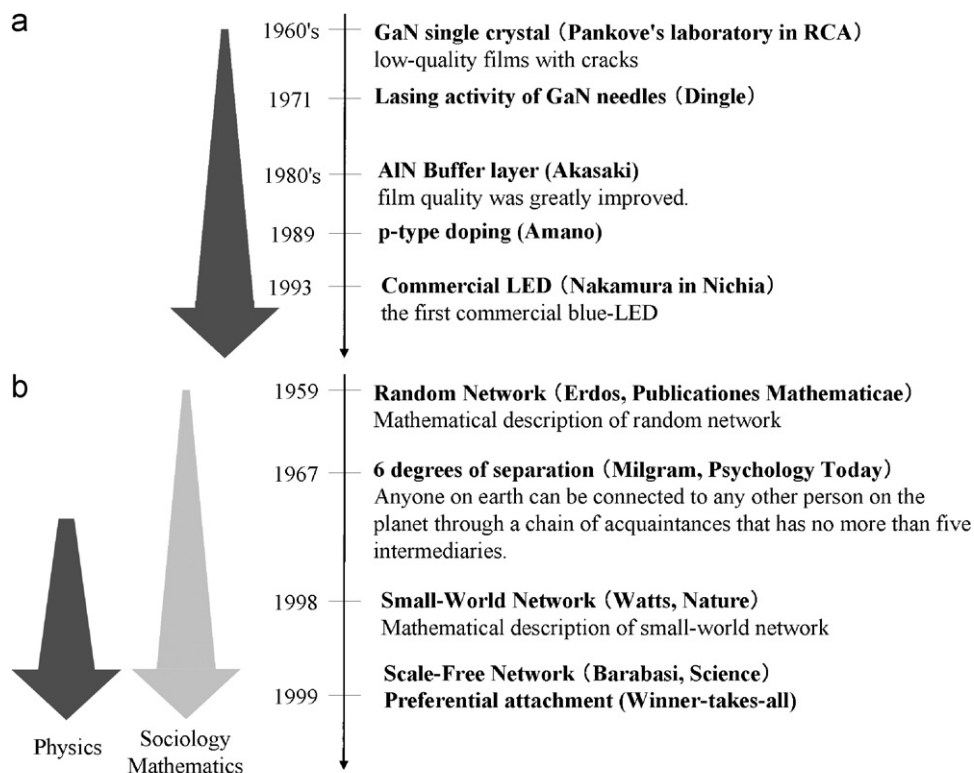 a
1960's GaN single crystal (Pankove's laboratory in RCA)
low-quality films with cracks
1971 Lasing activity of GaN needles (Dingle)
1980's AlN Buffer layer (Akasaki)
film quality was greatly improved.
1989 p-type doping (Amano)
1993 Commercial LED (Nakamura in Nichia)
the first commercial blue-LED
b
1959 Random Network (Erdos, Publicationes Mathematicae)
Mathematical description of random network
1967 6 degrees of separation (Milgram, Psychology Today)
Anyone on earth can be connected to any other person on the
planet through a chain of acquaintances that has no more than five
intermediaries.
1998 Small-World Network (Watts, Nature)
Mathematical description of small-world network
Scale-Free Network (Barabasi, Science)
1999 Preferential attachment (Winner-takes-all)
Physics
Sociology
Mathematics